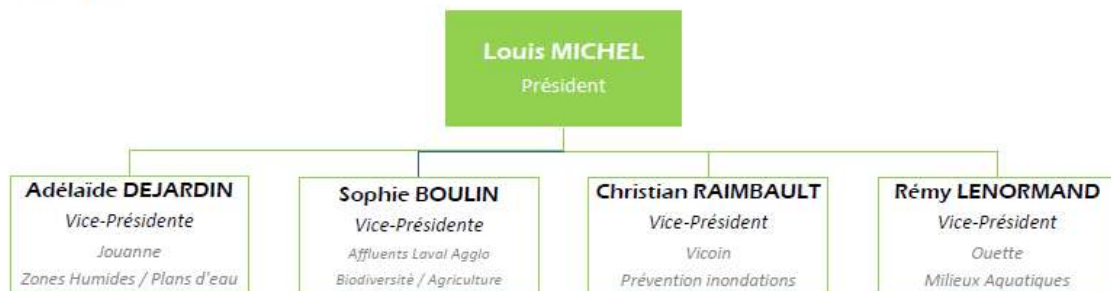 Louis MICHEL
Président
Adélaïde DEJARDIN
Vice-Présidente
Jouanne
Zones Humides / Plans d'eau
Sophie BOULIN
Vice-Présidente
Affluents Laval Agglo
Biodiversité / Agriculture
Christian RAIMBAULT
Vice-Président
Vicoin
Prévention inondations
Rémy LENORMAND
Vice-Président
Ouette
Milieux Aquatiques